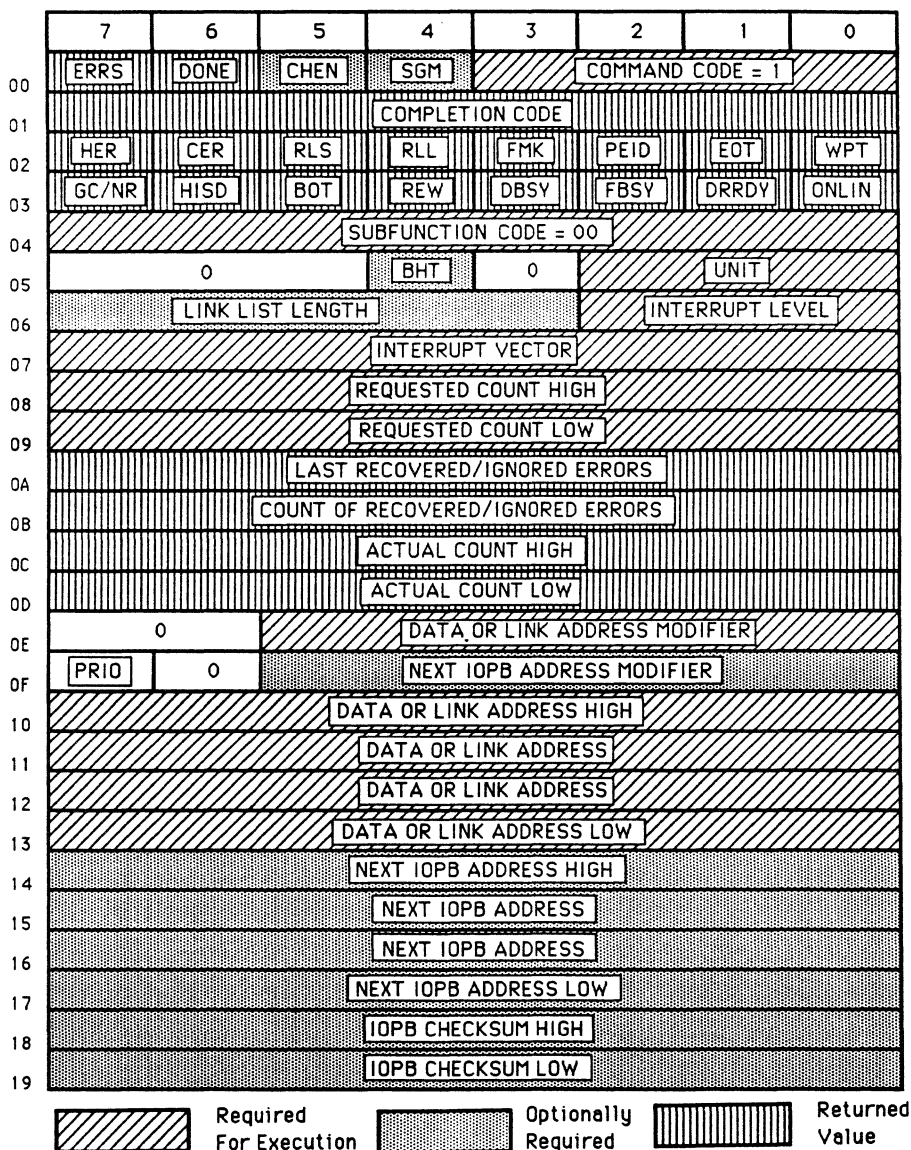 7 6 5 4 3 2 1 0
00 ERRS DONE CHEN SGM COMMAND CODE = 1
01 COMPLETION CODE
02 HER CER RLS RLL FMK PEID EOT WPT
03 GC/NR HISD BOT REW DBSY FBSY DRRDY ONLIN
04 SUBFUNCTION CODE = 00
05 0 BHT 0 UNIT
06 LINK LIST LENGTH INTERRUPT LEVEL
07 INTERRUPT VECTOR
08 REQUESTED COUNT HIGH
09 REQUESTED COUNT LOW
0A LAST RECOVERED/IGNORED ERRORS
0B COUNT OF RECOVERED/IGNORED ERRORS
0C ACTUAL COUNT HIGH
0D ACTUAL COUNT LOW
0E 0 DATA OR LINK ADDRESS MODIFIER
0F PRIO 0 NEXT IOPB ADDRESS MODIFIER
10 DATA OR LINK ADDRESS HIGH
11 DATA OR LINK ADDRESS
12 DATA OR LINK ADDRESS
13 DATA OR LINK ADDRESS LOW
14 NEXT IOPB ADDRESS HIGH
15 NEXT IOPB ADDRESS
16 NEXT IOPB ADDRESS
17 NEXT IOPB ADDRESS LOW
18 IOPB CHECKSUM HIGH
19 IOPB CHECKSUM LOW
Required For Execution
Optionally Required
Returned Value